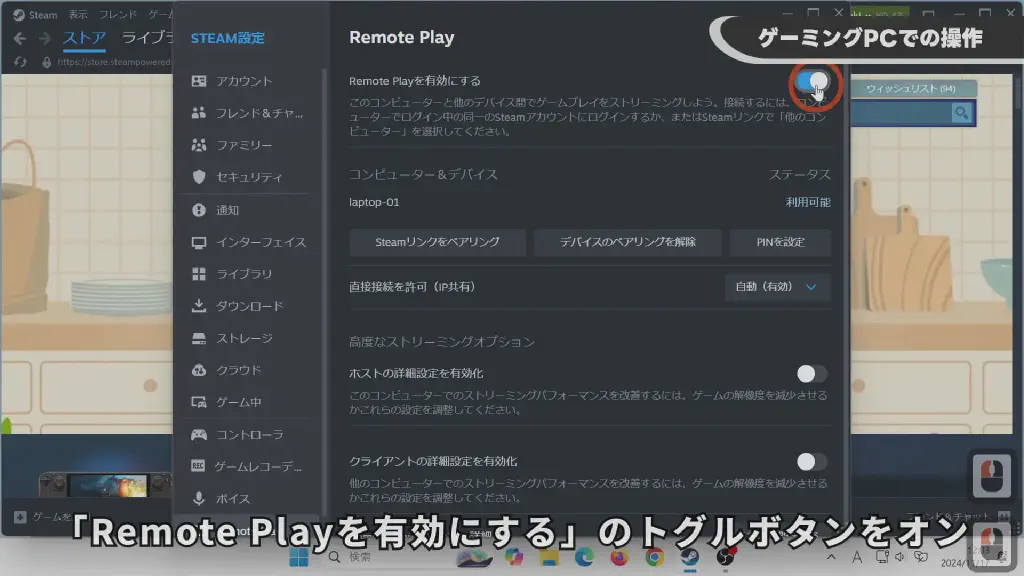 Steam 表示 フレンド ゲーム
ゲーミングPCでの操作
ストア ライブラ
https://store.steampowered
ウィッシュリスト (94)
STEAM設定
アカウント
フレンド＆チャ...
ファミリー
セキュリティ
通知
インターフェイス
ライブラリ
ダウンロード
ストレージ
クラウド
ゲーム中
コントローラ
REC ゲームレコーデ...
ボイス
Remote Play
Remote Playを有効にする
このコンピューターと他のデバイス間でゲームプレイをストリーミングしよう。接続するには、コンピ
ューターでログイン中の同一のSteamアカウントにログインするか、またはSteamリンクで「他のコン
ピューター」を選択してください。
コンピューター＆デバイス ステータス
laptop-01 利用可能
Steamリンクをペアリング デバイスのペアリングを解除 PINを設定
直接接続を許可（IP共有） 自動（有効）
高度なストリーミングオプション
ホストの詳細設定を有効化
このコンピューターでのストリーミングパフォーマンスを改善するには、ゲームの解像度を減少させる
かこれらの設定を調整してください。
クライアントの詳細設定を有効化
他のコンピューターでのストリーミングパフォーマンスを改善するには、ゲームの解像度を減少させる
かこれらの設定を調整してください。
ゲームを
「Remote Playを有効にする」のトグルボタンをオン
検索
A